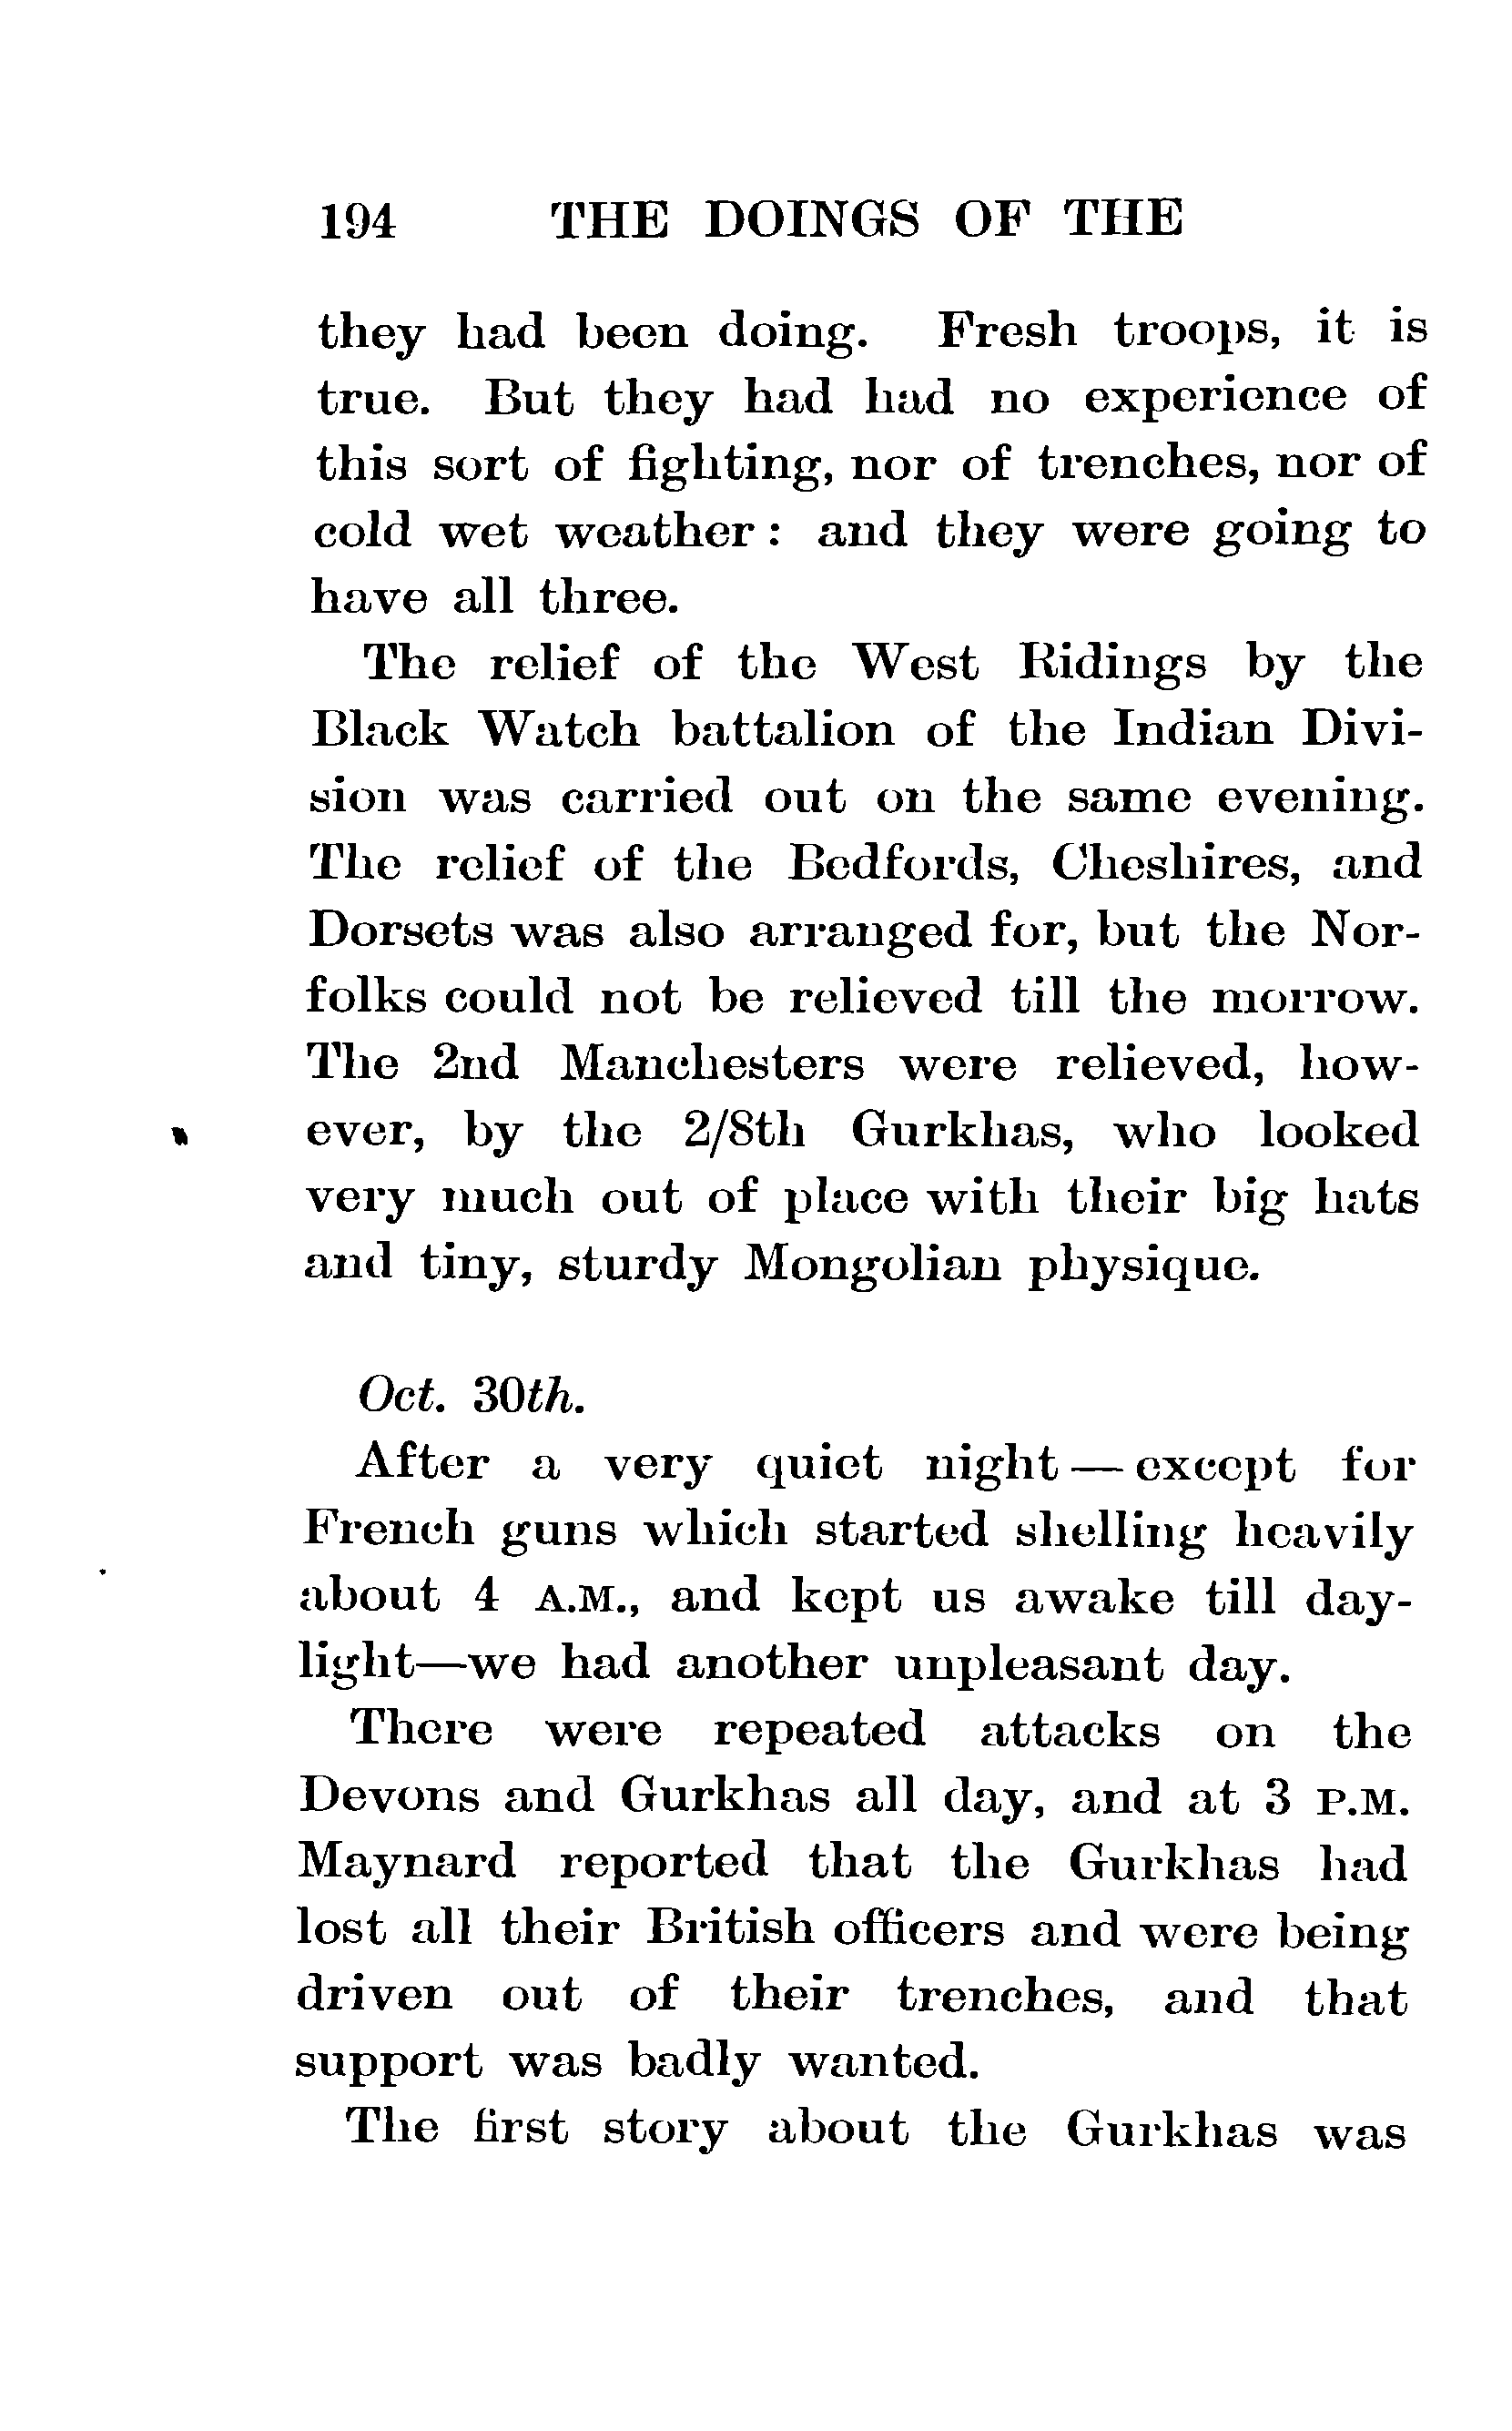 194 THE DOINGS OF THE
they had been doing. Fresh troops, it is
true. But they had had no experience of
this sort of fighting, nor of trenches, nor of
cold wet weather: and they were going to
have all three.
The relief of the West Ridings by the
Black Watch battalion of the Indian Divi-
sion was carried out on the same evening.
The relief of the Bedfords, Cheshires, and
Dorsets was also arranged for, but the Nor-
folks could not be relieved till the morrow.
The 2nd Manchesters were relieved, how-
ever, by the 2/8th Gurkhas, who looked
very much out of place with their big hats
and tiny, sturdy Mongolian physique.
Oct. 30th.
After a very quiet night — except for
French guns which started shelling heavily
about 4 A.M., and kept us awake till day-
light—we had another unpleasant day.
There were repeated attacks on the
Devons and Gurkhas all day, and at 3 P.M.
Maynard reported that the Gurkhas had
lost all their British officers and were being
driven out of their trenches, and that
support was badly wanted.
The first story about the Gurkhas was